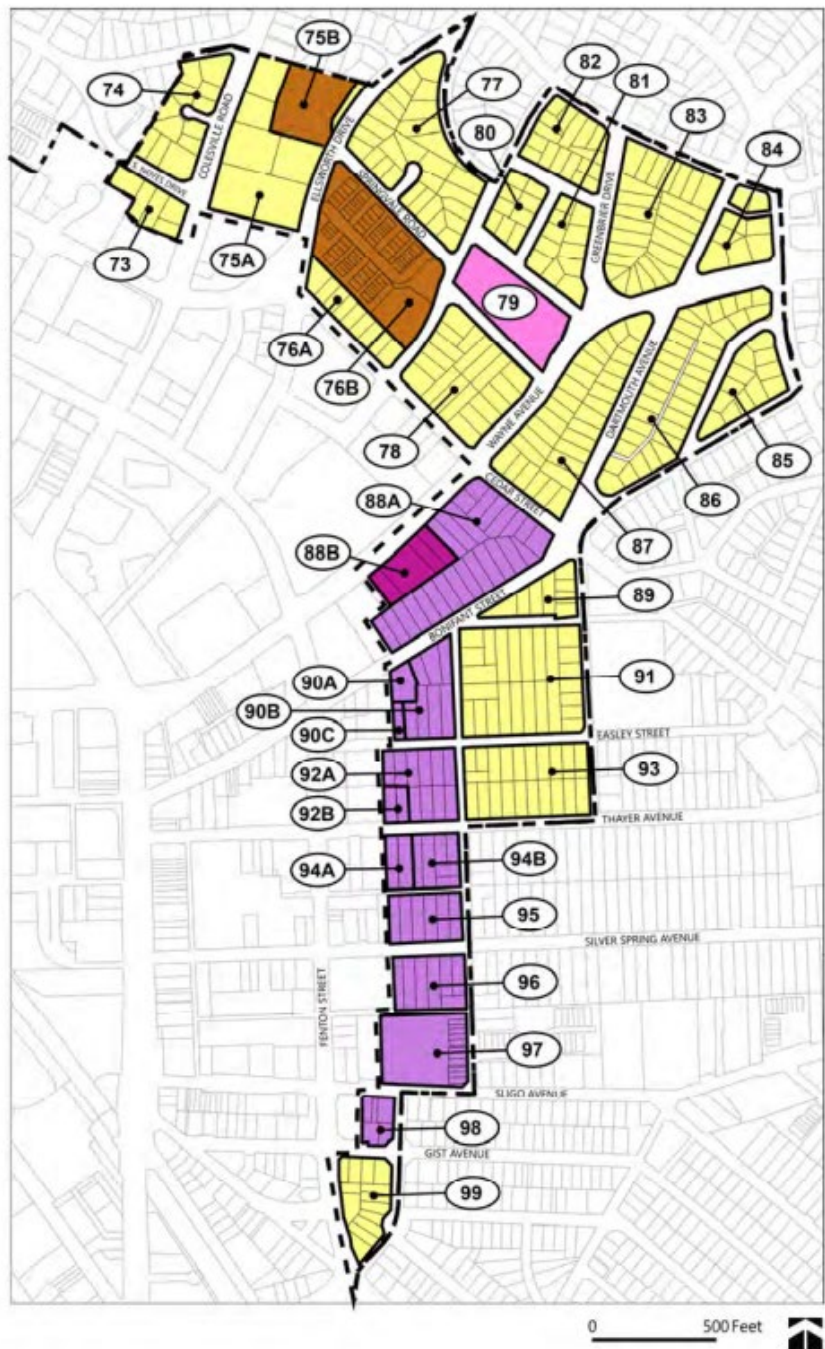 75B
82
81
74
77
83
80
84
COLESVILLE ROAD
ELLSWORTH DRIVE
SPRINGVALE ROAD
GREENBRIER DRIVE
S. NOYES DRIVE
73
75A
79
76A
76B
DARTMOUTH AVENUE
WAYNE AVENUE
78
85
86
CEDAR STREET
88A
87
88B
89
BONIFANT STREET
90A
91
90B
90C
EASLEY STREET
92A
93
92B
THAYER AVENUE
94A
94B
95
SILVER SPRING AVENUE
FENTON STREET
96
97
SLIGO AVENUE
98
GIST AVENUE
99
0 500 Feet